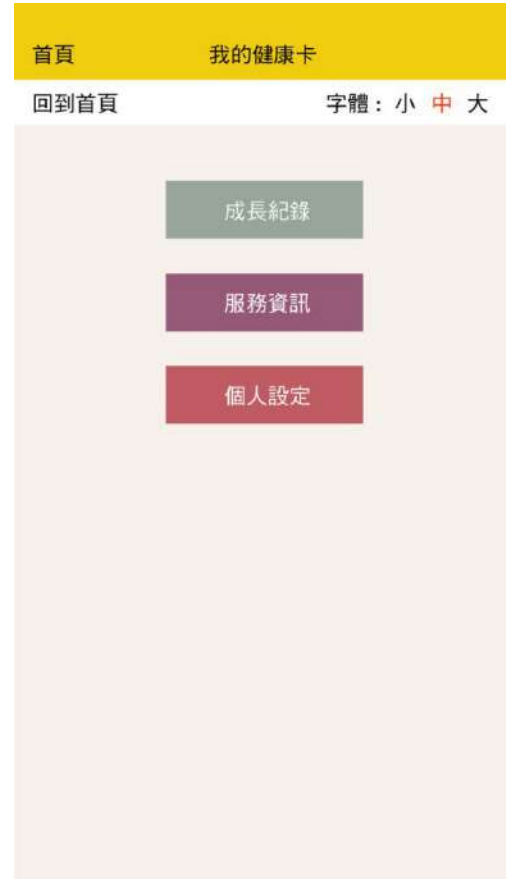 首頁 我的健康卡
回到首頁 字體：小 中 大
成長紀錄
服務資訊
個人設定